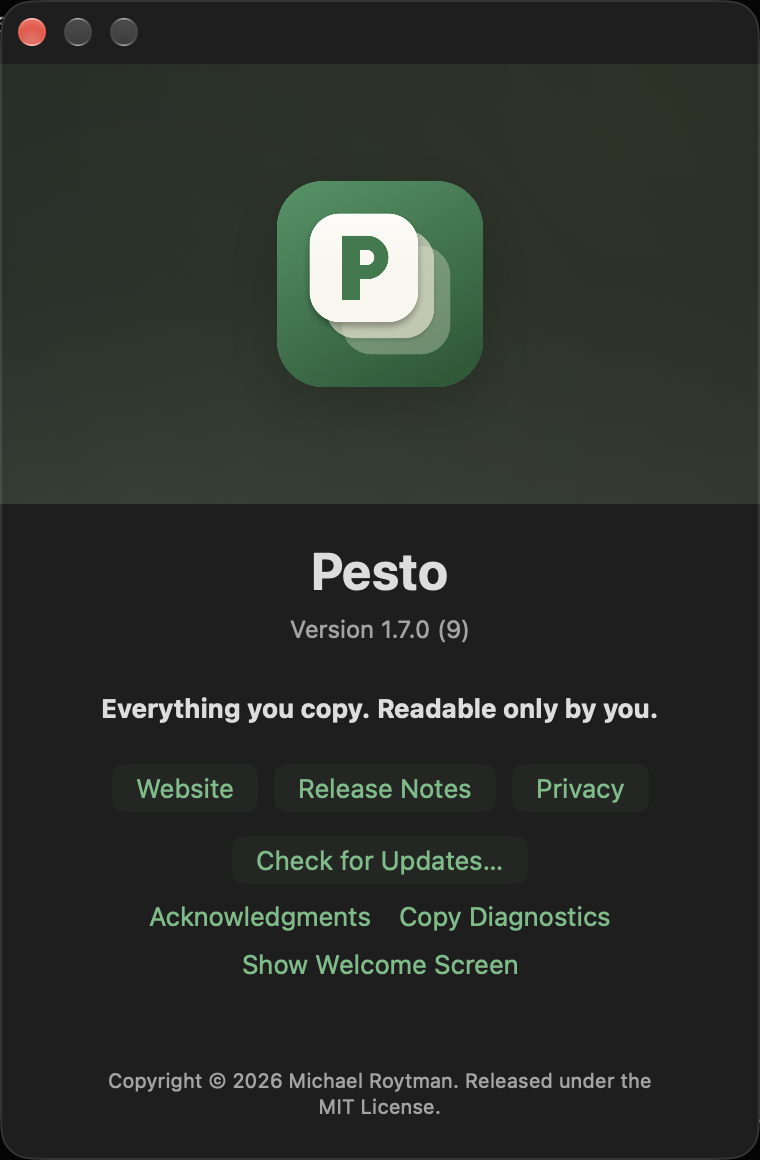 P
Pesto
Version 1.7.0 (9)
Everything you copy. Readable only by you.
Website Release Notes Privacy
Check for Updates...
Acknowledgments Copy Diagnostics
Show Welcome Screen
Copyright © 2026 Michael Roytman. Released under the
MIT License.